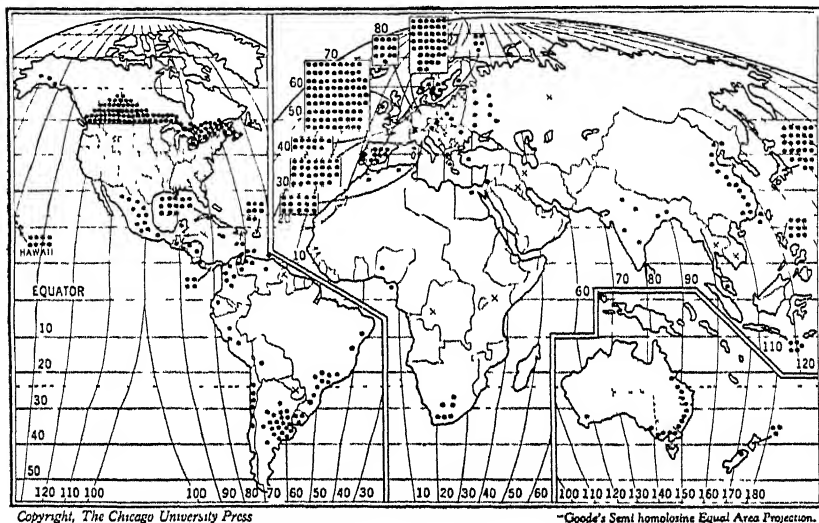 80
70
60
50
40
30
10
HAWAII
EQUATOR
10
20
30
40
50
60 70 80 90
110
120
120 110 100 100 90 80 70 60 50 40 30 10 20 30 40 50 60 100 110 120 130 140 150 160 170 180
Copyright, The Chicago University Press
Goode's Semi homolosine Equal Area Projection.